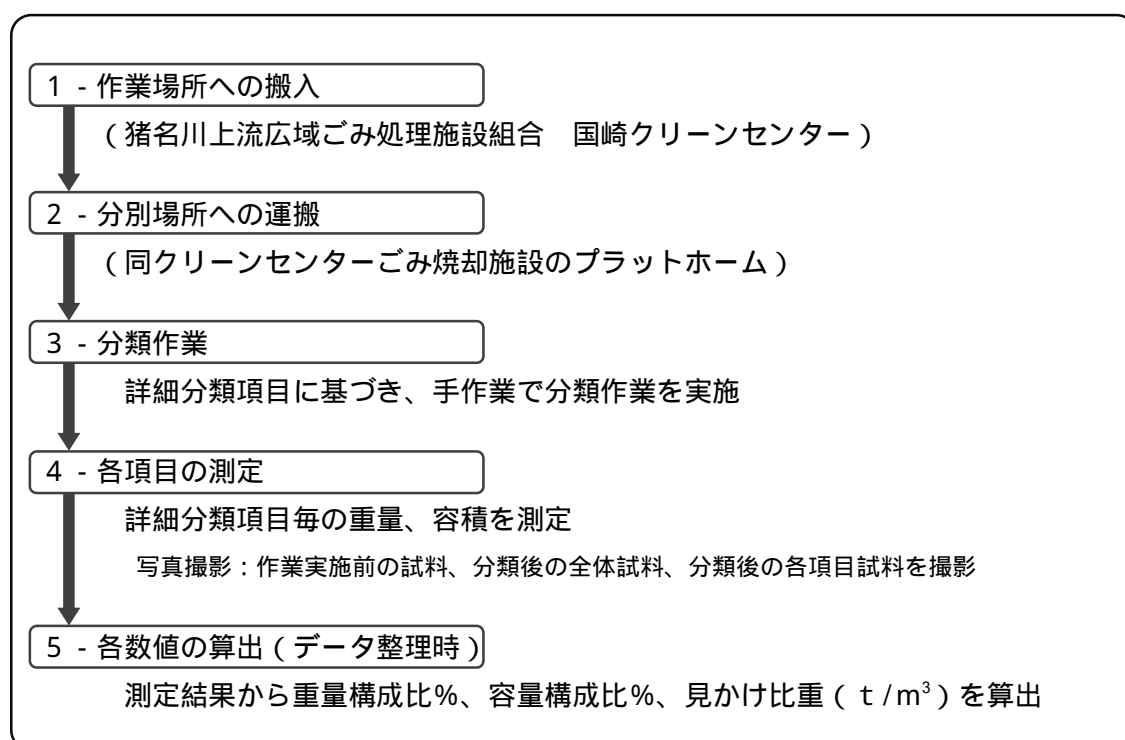 1 - 作業場所への搬入
(猪名川上流広域ごみ処理施設組合　国崎クリーンセンター)
2 - 分別場所への運搬
(同クリーンセンターごみ焼却施設のプラットホーム)
3 - 分類作業
詳細分類項目に基づき、手作業で分類作業を実施
4 - 各項目の測定
詳細分類項目毎の重量、容積を測定
写真撮影：作業実施前の試料、分類後の全体試料、分類後の各項目試料を撮影
5 - 各数値の算出(データ整理時)
測定結果から重量構成比%、容量構成比%、見かけ比重(ｔ/m³)を算出